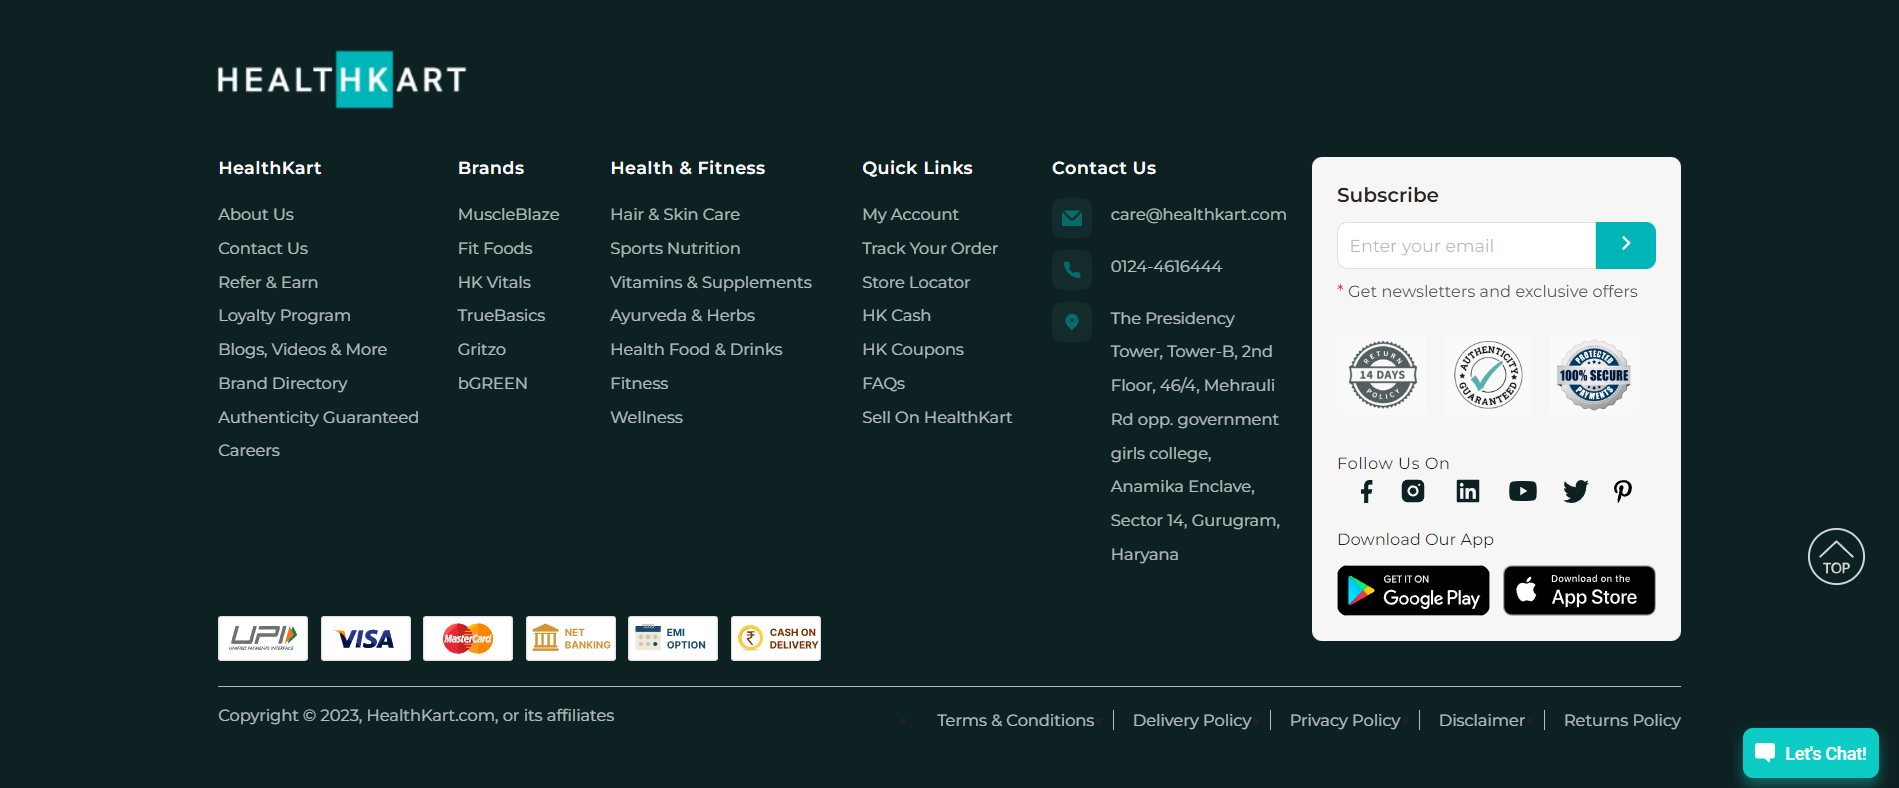 HEALTHKART
HealthKart
About Us
Contact Us
Refer & Earn
Loyalty Program
Blogs, Videos & More
Brand Directory
Authenticity Guaranteed
Careers
Brands
MuscleBlaze
Fit Foods
HK Vitals
TrueBasics
Gritzo
bGREEN
Health & Fitness
Hair & Skin Care
Sports Nutrition
Vitamins & Supplements
Ayurveda & Herbs
Health Food & Drinks
Fitness
Wellness
Quick Links
My Account
Track Your Order
Store Locator
HK Cash
HK Coupons
FAQs
Sell On HealthKart
Contact Us
care@healthkart.com
0124-4616444
The Presidency
Tower, Tower-B, 2nd
Floor, 46/4, Mehrauli
Rd opp. government
girls college,
Anamika Enclave,
Sector 14, Gurugram,
Haryana
Subscribe
Enter your email
* Get newsletters and exclusive offers
RETURN
14 DAYS
POLICY
AUTHENTICITY
GUARANTEED
PROTECTED
100% SECURE
PAYMENTS
Follow Us On
Download Our App
GET IT ON
Google Play
Download on the
App Store
TOP
UPI
UNIFIED PAYMENTS INTERFACE
VISA
MasterCard
NET
BANKING
EMI
OPTION
₹
CASH ON
DELIVERY
Copyright © 2023, HealthKart.com, or its affiliates
Terms & Conditions
Delivery Policy
Privacy Policy
Disclaimer
Returns Policy
Let's Chat!